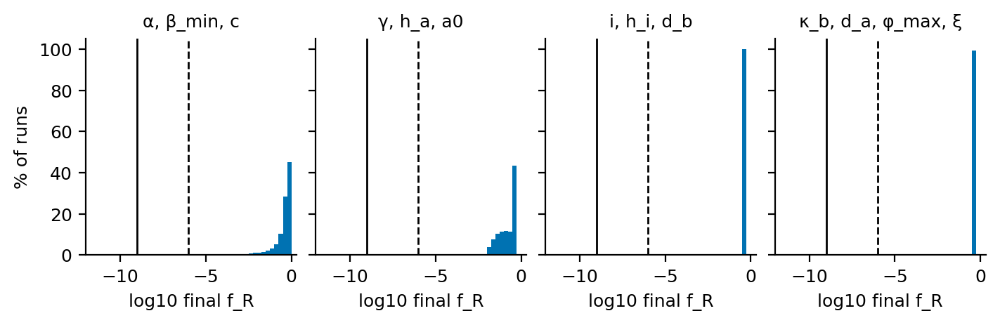 α, β_min, c
γ, h_a, a0
i, h_i, d_b
κ_b, d_a, φ_max, ξ
% of runs
100
80
60
40
20
0
−10 −5 0
−10 −5 0
−10 −5 0
−10 −5 0
log10 final f_R
log10 final f_R
log10 final f_R
log10 final f_R